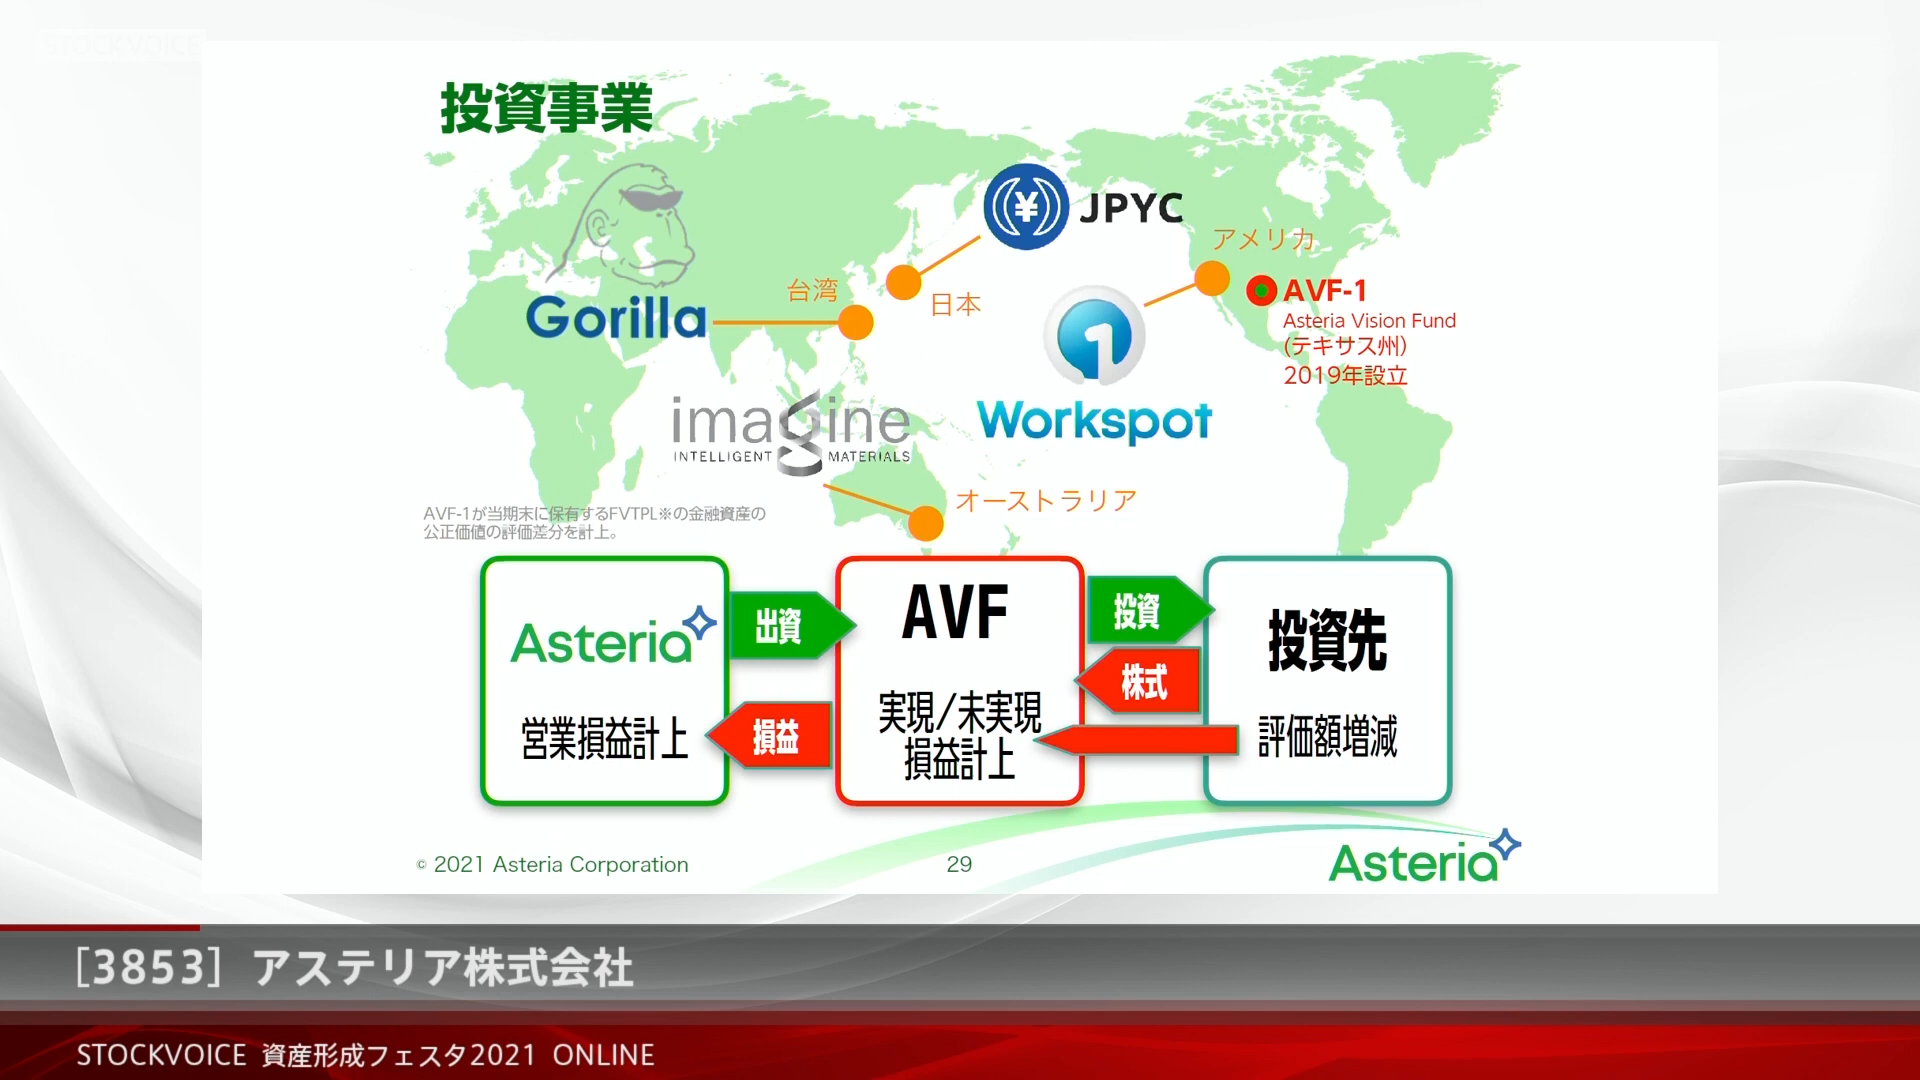 STOCKVOICE
投資事業
JPYC
アメリカ
台湾
日本
Gorilla
AVF-1
Asteria Vision Fund
(テキサス州)
2019年設立
imagine
INTELLIGENT MATERIALS
Workspot
オーストラリア
AVF-1が当期末に保有するFVTPL※の金融資産の
公正価値の評価差分を計上。
Asteria
営業損益計上
出資
損益
AVF
実現/未実現
損益計上
投資
株式
投資先
評価額増減
© 2021 Asteria Corporation
29
Asteria
[3853] アステリア株式会社
STOCKVOICE 資産形成フェスタ2021 ONLINE